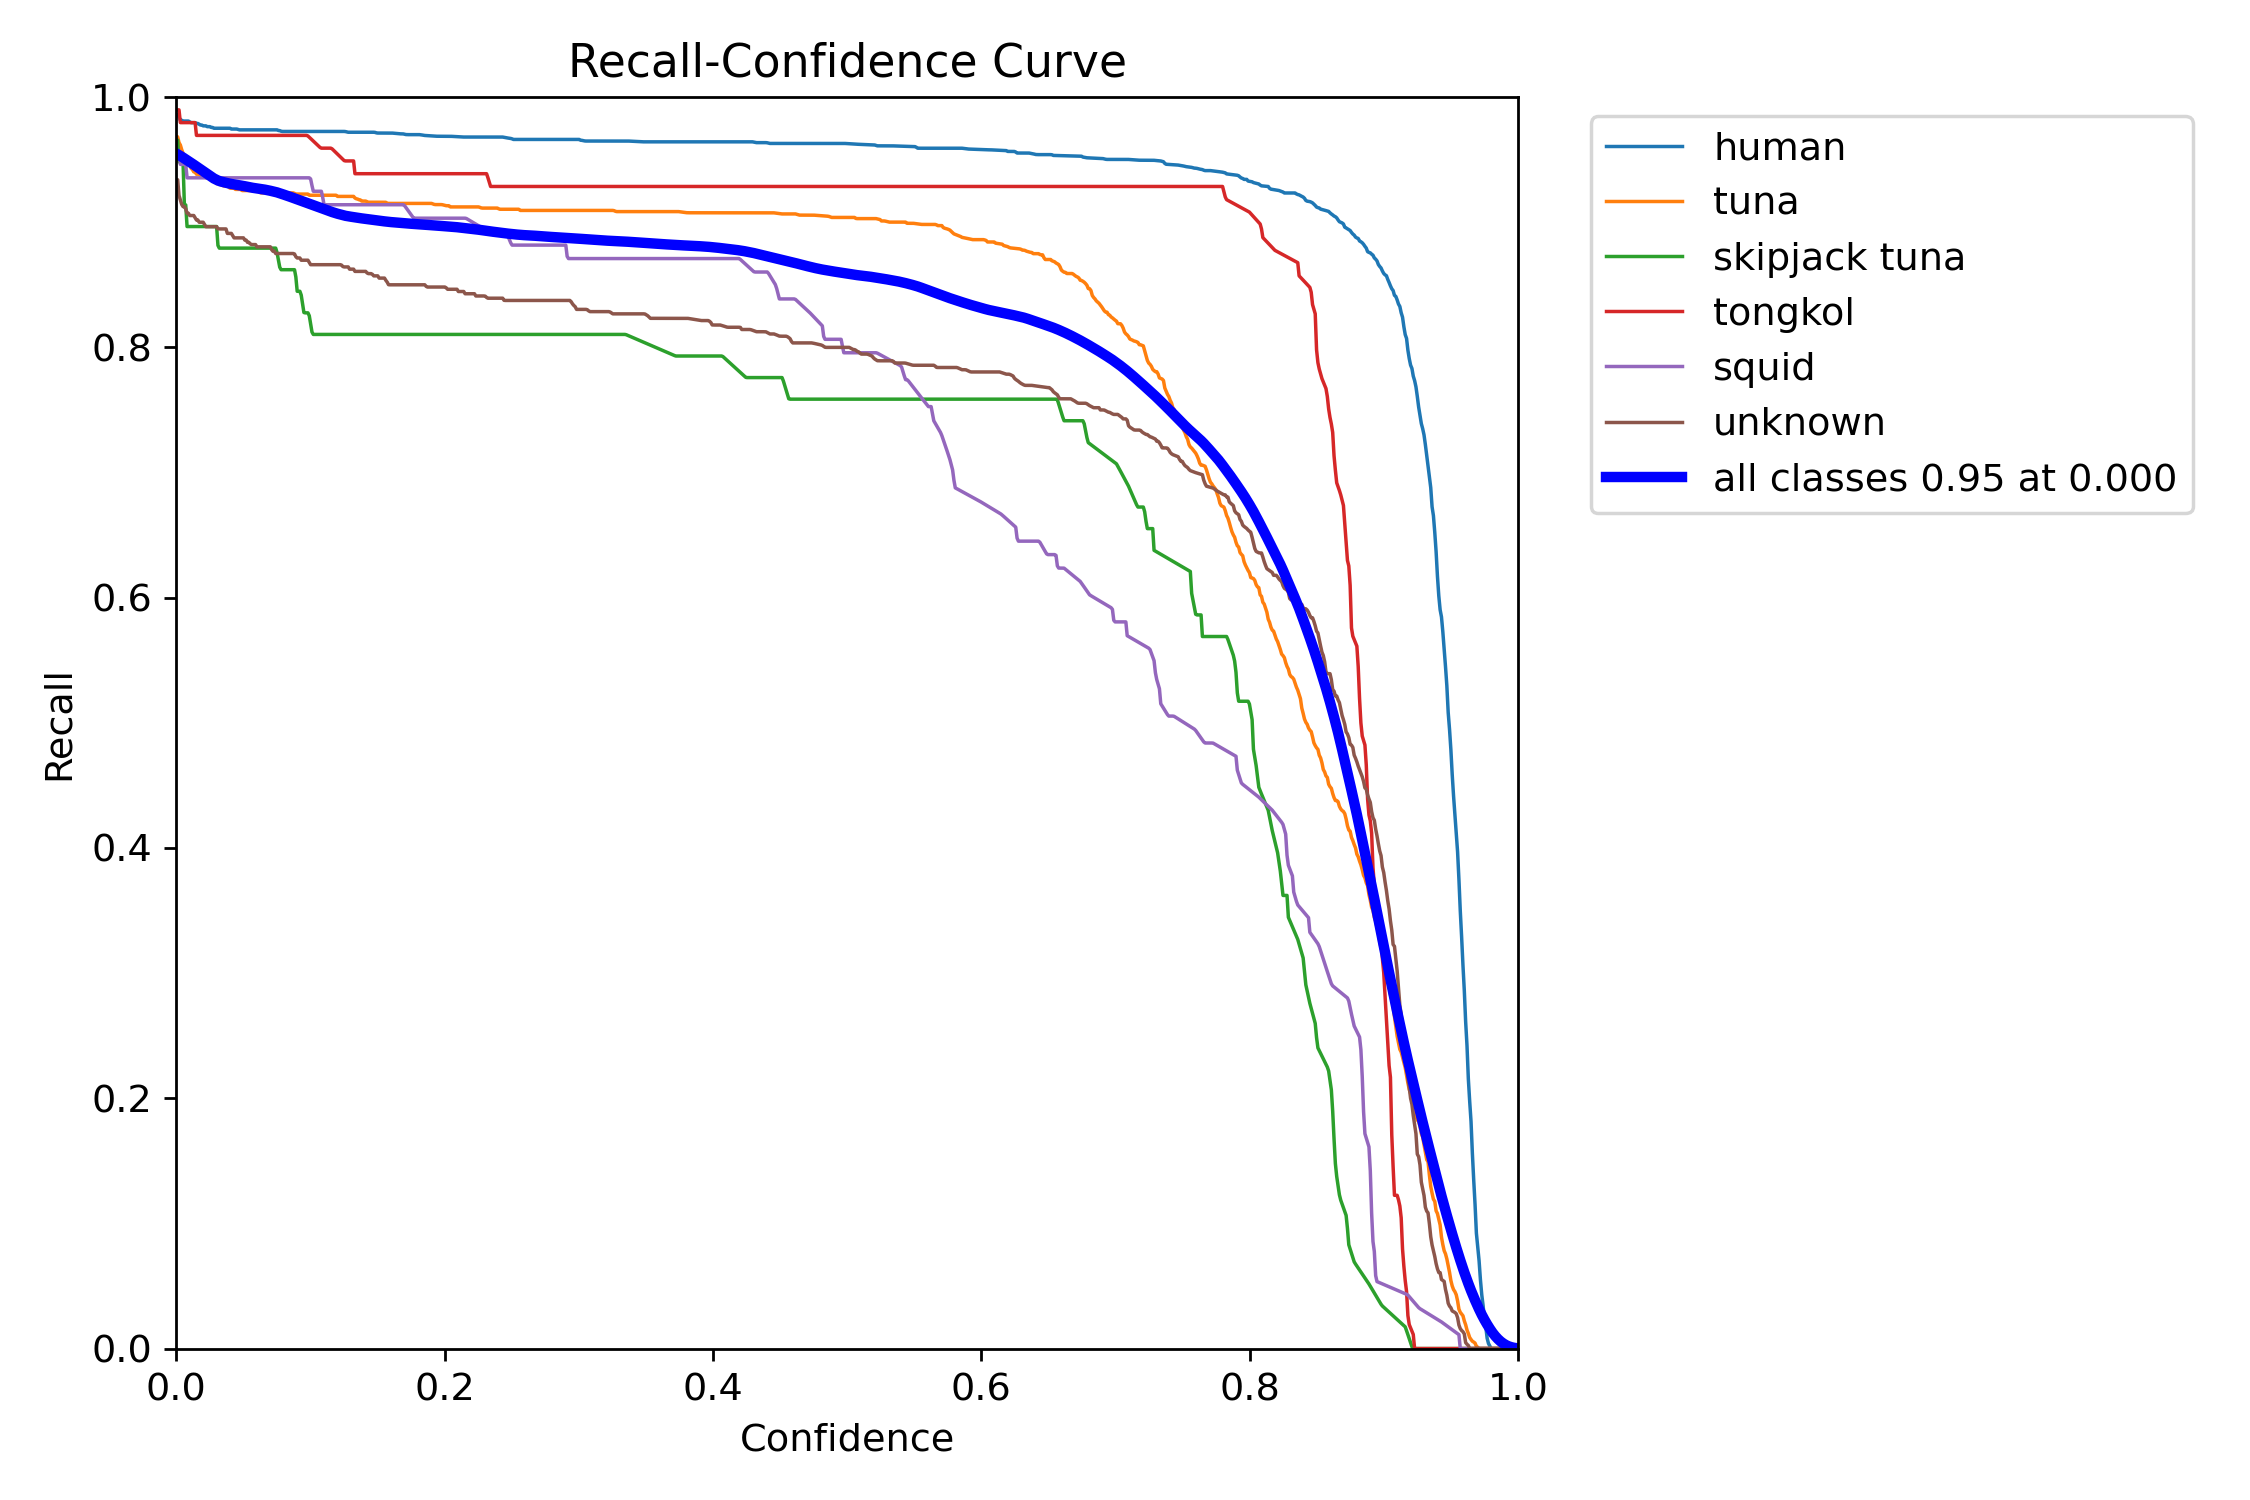 Recall-Confidence Curve
1.0
0.8
0.6
0.4
0.2
0.0
Recall
0.0 0.2 0.4 0.6 0.8 1.0
Confidence
human
tuna
skipjack tuna
tongkol
squid
unknown
all classes 0.95 at 0.000